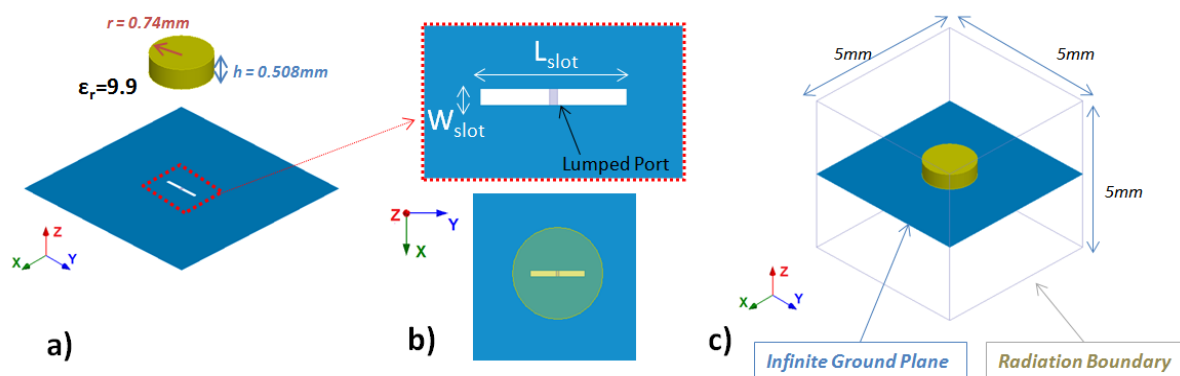 r = 0.74mm
h = 0.508mm
εr=9.9
Z
X
Y
a)
Lslot
Wslot
Lumped Port
Z
Y
X
b)
5mm
5mm
5mm
Z
X
Y
c)
Infinite Ground Plane
Radiation Boundary